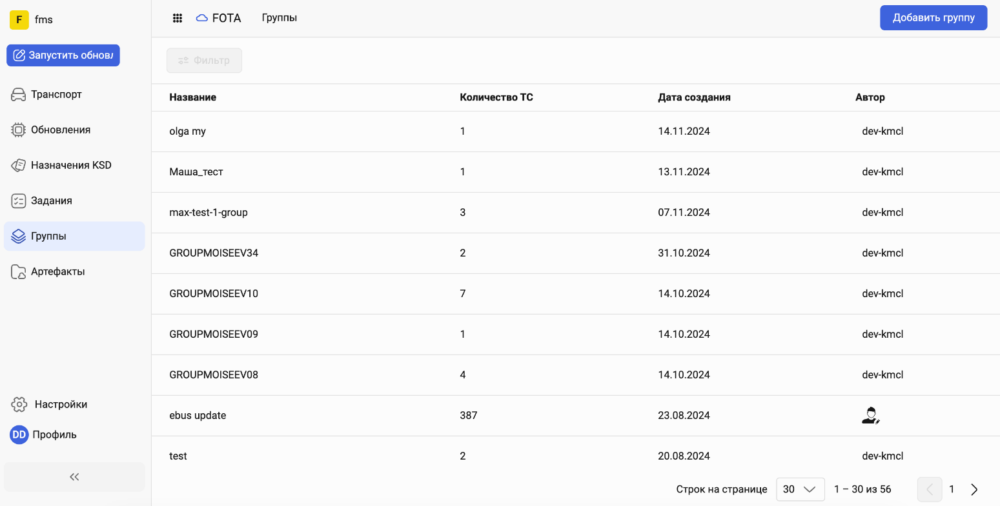 F fms
FOTA Группы Добавить группу
Запустить обновл
Фильтр
Транспорт
Обновления
Назначения KSD
Задания
Группы
Артефакты
Настройки
DD Профиль
Название Количество ТС Дата создания Автор
olga my 1 14.11.2024 dev-kmcl
Маша_тест 1 13.11.2024 dev-kmcl
max-test-1-group 3 07.11.2024 dev-kmcl
GROUPMOISEEV34 2 31.10.2024 dev-kmcl
GROUPMOISEEV10 7 14.10.2024 dev-kmcl
GROUPMOISEEV09 1 14.10.2024 dev-kmcl
GROUPMOISEEV08 4 14.10.2024 dev-kmcl
ebus update 387 23.08.2024
test 2 20.08.2024 dev-kmcl
Строк на странице 30 1 – 30 из 56 1